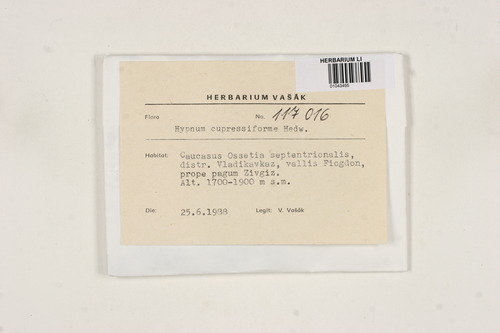 HERBARIUM LI
01043495
HERBARIUM VAŠÁK
Flora No. 117 016
Hypnum cupressiforme Hedw.
Habitat: Caucasus Ossetia septentrionalis,
distr. Vladikavkaz, vallis Fiogdon,
prope pagum Zivgiz.
Alt. 1700-1900 m s.m.
Die: 25.6.1988 Legit: V. Vašák